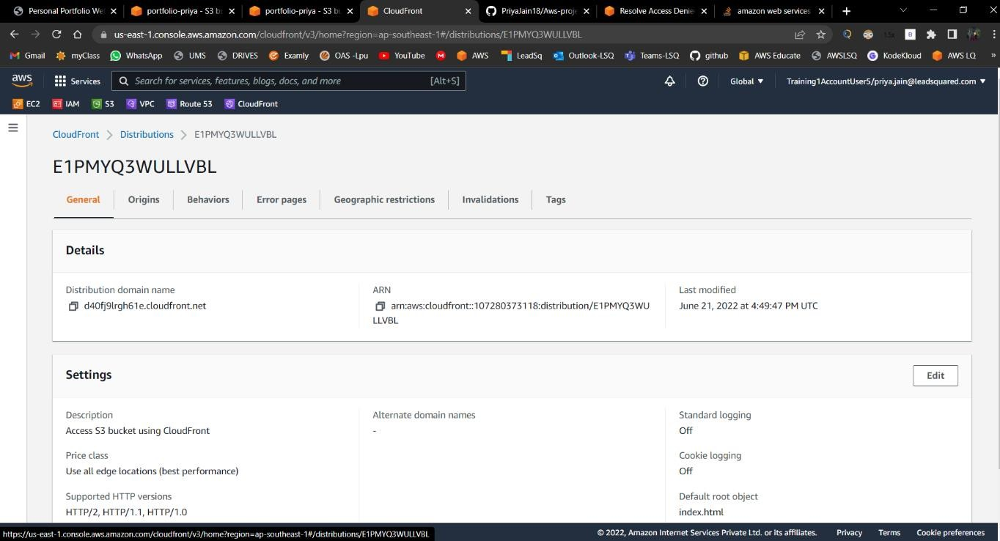 Personal Portfolio We
portfolio-priya - S3 b
portfolio-priya - S3 b
CloudFront
PriyaJain18/Aws-proje
Resolve Access Denie
amazon web services
us-east-1.console.aws.amazon.com/cloudfront/v3/home?region=ap-southeast-1#/distributions/E1PMYQ3WULLVBL
1.5x
B
Gmail
myClass
WhatsApp
UMS
DRIVES
Examly
OAS -Lpu
YouTube
M
AWS
LeadSq
Outlook-LSQ
Teams-LSQ
github
AWS Educate
AWSLSQ
KodeKloud
AWS LQ
»
aws
Services
Search for services, features, blogs, docs, and more
[Alt+S]
Global
Training1AccountUser5/priya.jain@leadsquared.com
EC2
IAM
S3
VPC
Route 53
CloudFront
CloudFront
Distributions
E1PMYQ3WULLVBL
E1PMYQ3WULLVBL
General
Origins
Behaviors
Error pages
Geographic restrictions
Invalidations
Tags
Details
Distribution domain name
d40fj9lrgh61e.cloudfront.net
ARN
arn:aws:cloudfront::107280373118:distribution/E1PMYQ3WU
LLVBL
Last modified
June 21, 2022 at 4:49:47 PM UTC
Settings
Edit
Description
Access S3 bucket using CloudFront
Price class
Use all edge locations (best performance)
Supported HTTP versions
HTTP/2, HTTP/1.1, HTTP/1.0
Alternate domain names
-
Standard logging
Off
Cookie logging
Off
Default root object
index.html
https://us-east-1.console.aws.amazon.com/cloudfront/v3/home?region=ap-southeast-1#/distributions/E1PMYQ3WULLVBL
© 2022, Amazon Internet Services Private Ltd. or its affiliates.
Privacy
Terms
Cookie preferences